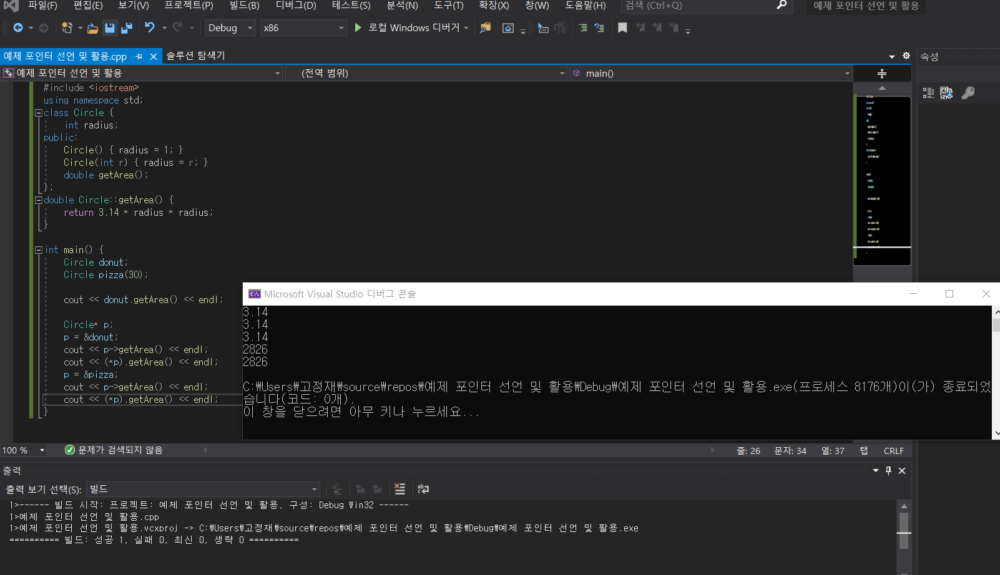 파일(F) 편집(E) 보기(V) 프로젝트(P) 빌드(B) 디버그(D) 테스트(S) 분석(N) 도구(T) 확장(X) 창(W) 도움말(H) 검색 (Ctrl+Q) 예제 포인터 선언 및 활용
Debug x86 로컬 Windows 디버거
예제 포인터 선언 및 활용.cpp 솔루션 탐색기 속성
예제 포인터 선언 및 활용 (전역 범위) main()
#include <iostream>
using namespace std;
class Circle {
int radius;
public:
Circle() { radius = 1; }
Circle(int r) { radius = r; }
double getArea();
};
double Circle::getArea() {
return 3.14 * radius * radius;
}
int main() {
Circle donut;
Circle pizza(30);
cout << donut.getArea() << endl;
Circle* p;
p = &donut;
cout << p->getArea() << endl;
cout << (*p).getArea() << endl;
p = &pizza;
cout << p->getArea() << endl;
cout << (*p).getArea() << endl;
}
C:\ Microsoft Visual Studio 디버그 콘솔
3.14
3.14
3.14
2826
2826
C:₩Users₩고정재₩source₩repos₩예제 포인터 선언 및 활용₩Debug₩예제 포인터 선언 및 활용.exe(프로세스 8176개)이(가) 종료되었
습니다(코드: 0개).
이 창을 닫으려면 아무 키나 누르세요...
100 % 문제가 검색되지 않음 줄: 26 문자: 34 열: 37 탭 CRLF
출력
출력 보기 선택(S): 빌드
1>------ 빌드 시작: 프로젝트: 예제 포인터 선언 및 활용, 구성: Debug Win32 ------
1>예제 포인터 선언 및 활용.cpp
1>예제 포인터 선언 및 활용.vcxproj -> C:₩Users₩고정재₩source₩repos₩예제 포인터 선언 및 활용₩Debug₩예제 포인터 선언 및 활용.exe
========== 빌드: 성공 1, 실패 0, 최신 0, 생략 0 ==========